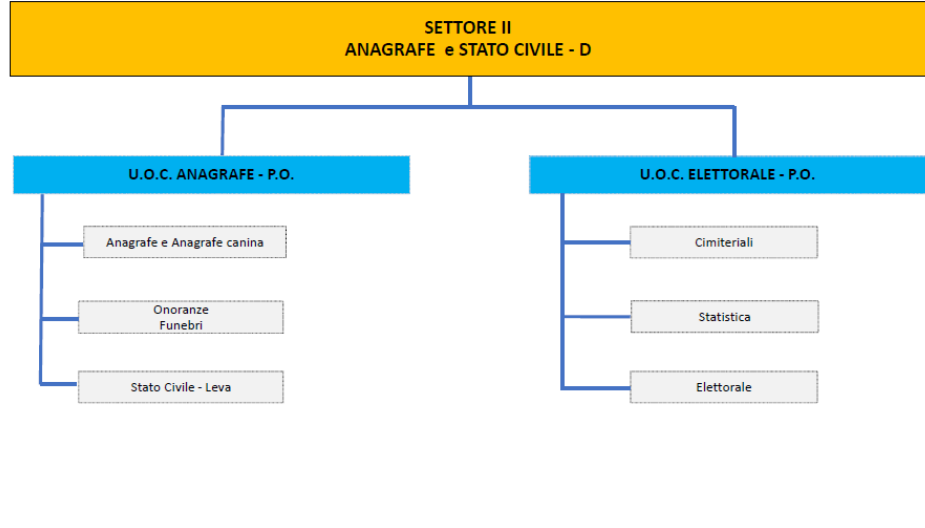 SETTORE II
ANAGRAFE e STATO CIVILE - D
U.O.C. ANAGRAFE - P.O.
Anagrafe e Anagrafe canina
Onoranze
Funebri
Stato Civile - Leva
U.O.C. ELETTORALE - P.O.
Cimiteriali
Statistica
Elettorale